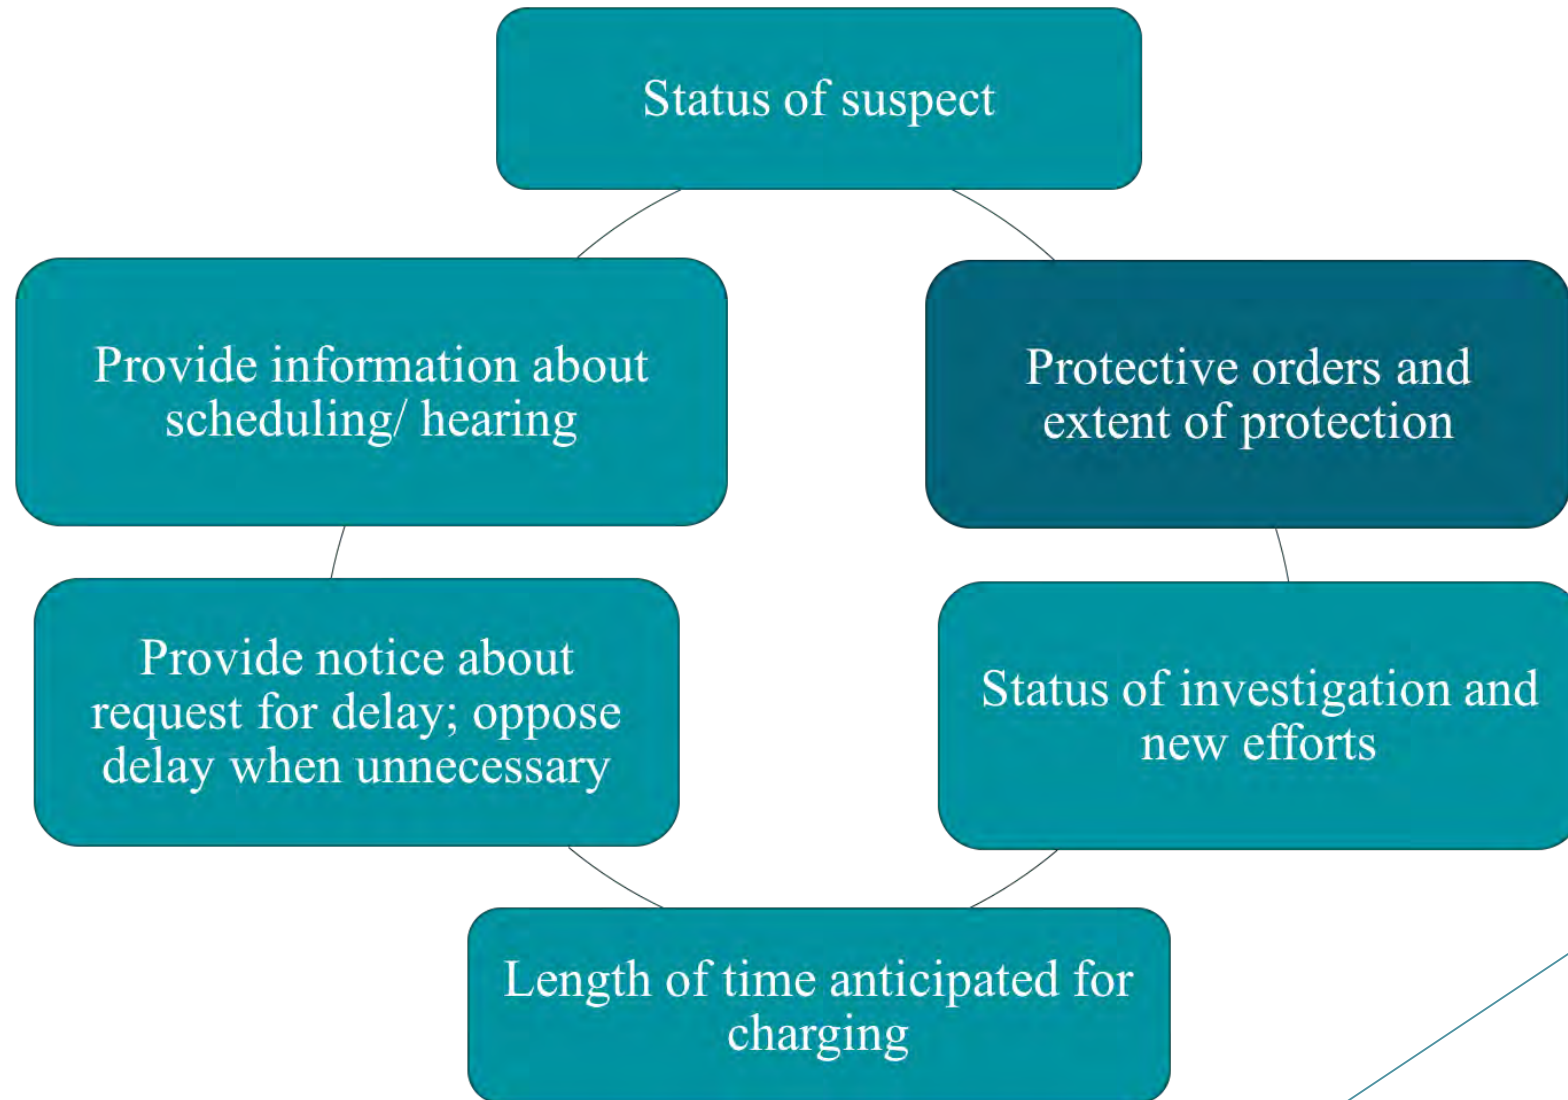 Status of suspect
Protective orders and
extent of protection
Status of investigation and
new efforts
Length of time anticipated for
charging
Provide notice about
request for delay; oppose
delay when unnecessary
Provide information about
scheduling/ hearing